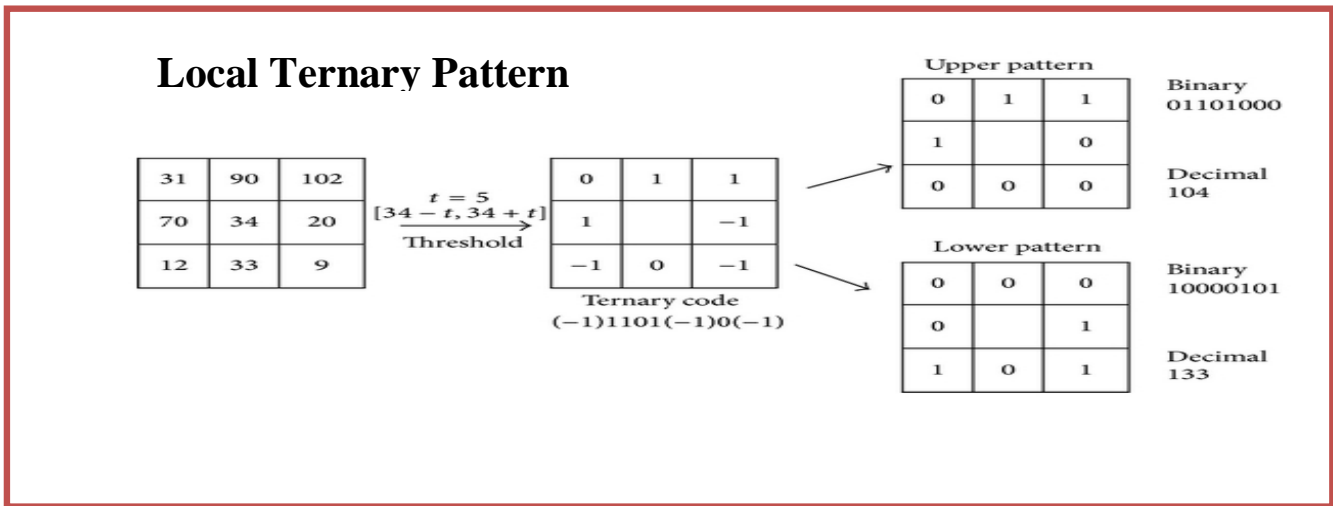 Local Ternary Pattern
31 90 102
70 34 20
12 33 9
t = 5
[34 − t, 34 + t]
Threshold
0 1 1
1 −1
−1 0 −1
Ternary code
(−1)1101(−1)0(−1)
Upper pattern
0 1 1
1 0
0 0 0
Binary
01101000
Decimal
104
Lower pattern
0 0 0
0 1
1 0 1
Binary
10000101
Decimal
133